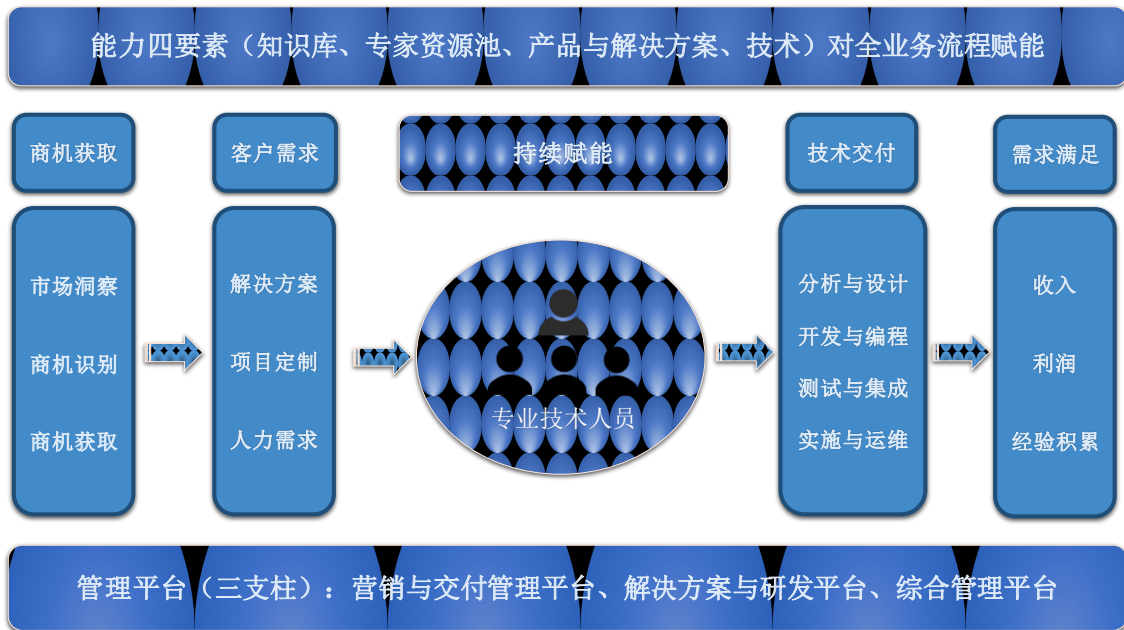 能力四要素（知识库、专家资源池、产品与解决方案、技术）对全业务流程赋能
商机获取
客户需求
持续赋能
技术交付
需求满足
市场洞察
商机识别
商机获取
解决方案
项目定制
人力需求
专业技术人员
分析与设计
开发与编程
测试与集成
实施与运维
收入
利润
经验积累
管理平台（三支柱）：营销与交付管理平台、解决方案与研发平台、综合管理平台